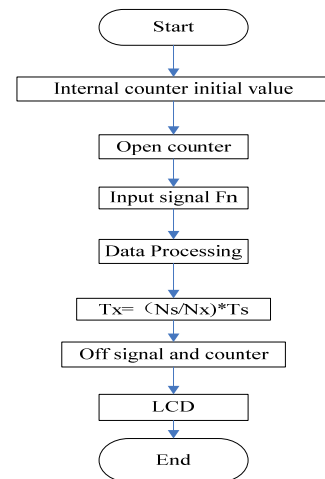 Start
Internal counter initial value
Open counter
Input signal Fn
Data Processing
Tx= （Ns/Nx)*Ts
Off signal and counter
LCD
End